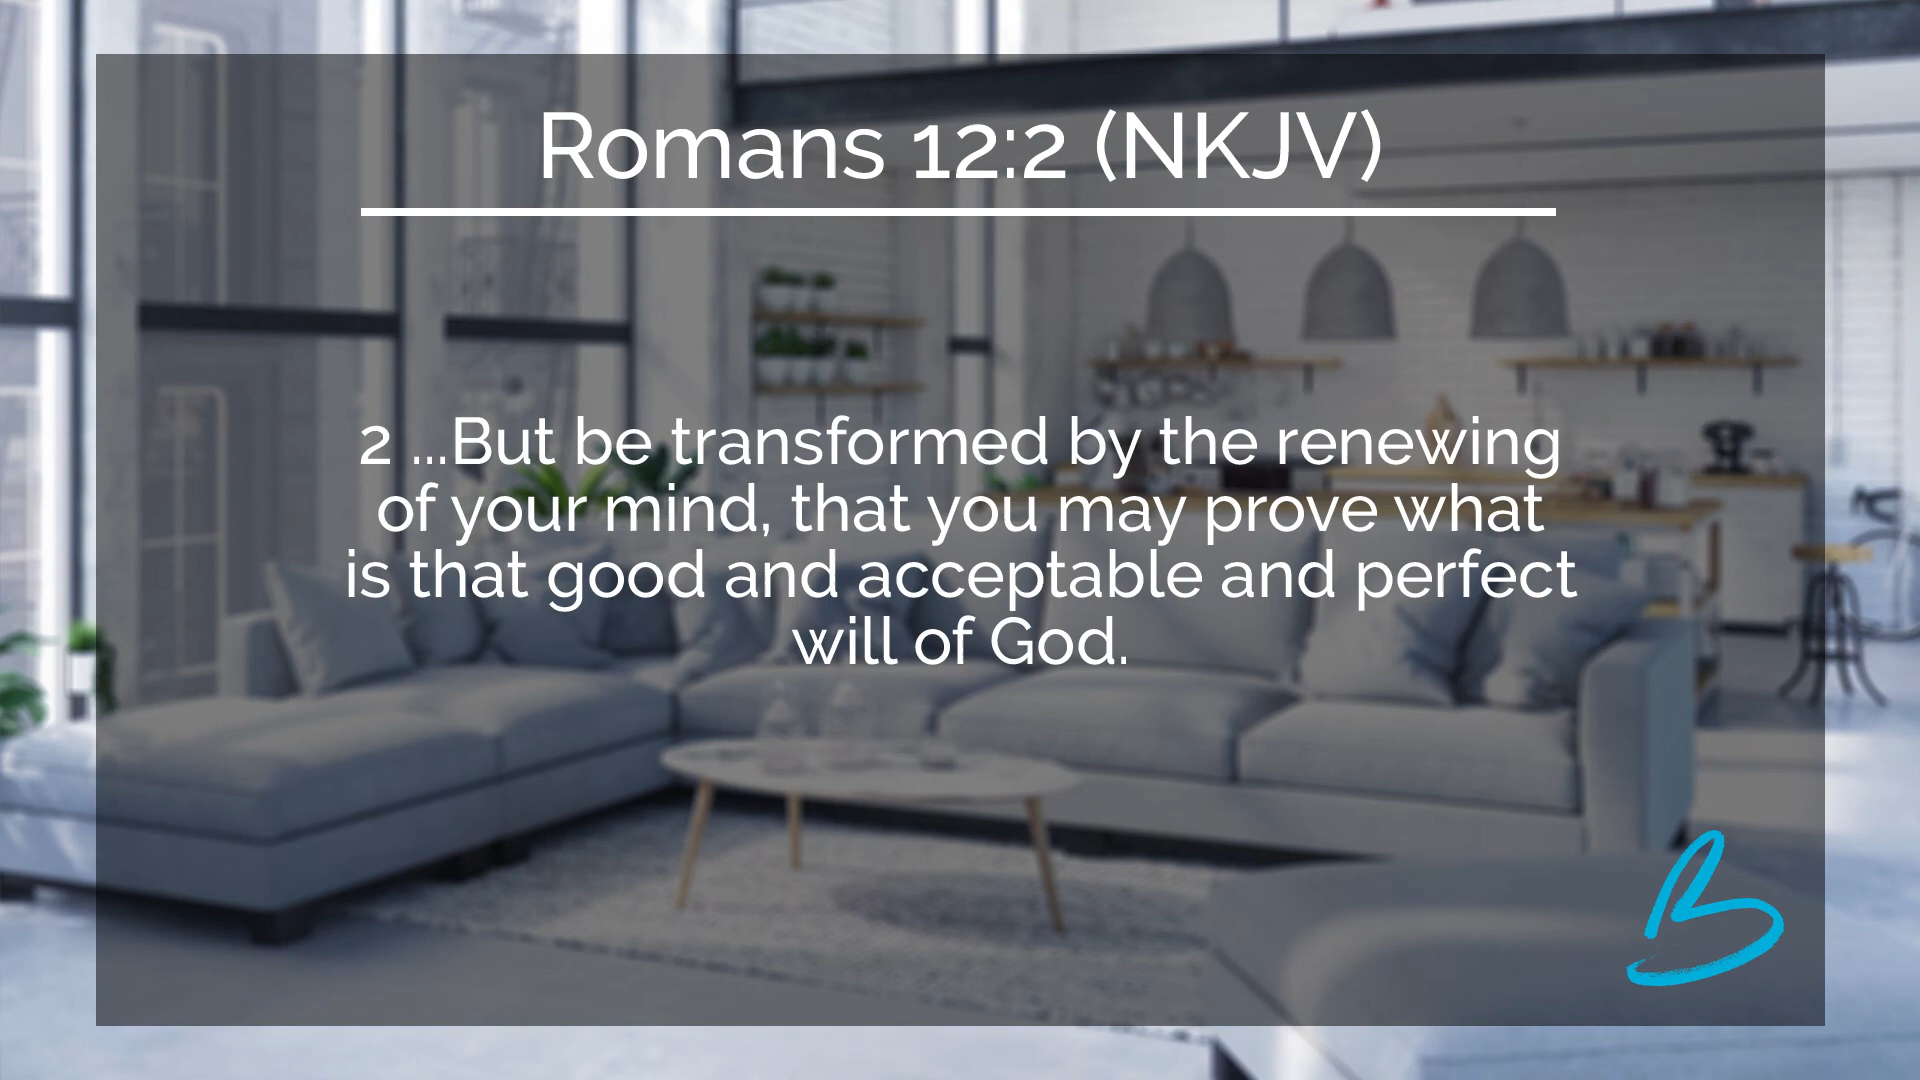 Romans 12:2 (NKJV)
2 ...But be transformed by the renewing
of your mind, that you may prove what
is that good and acceptable and perfect
will of God.
B